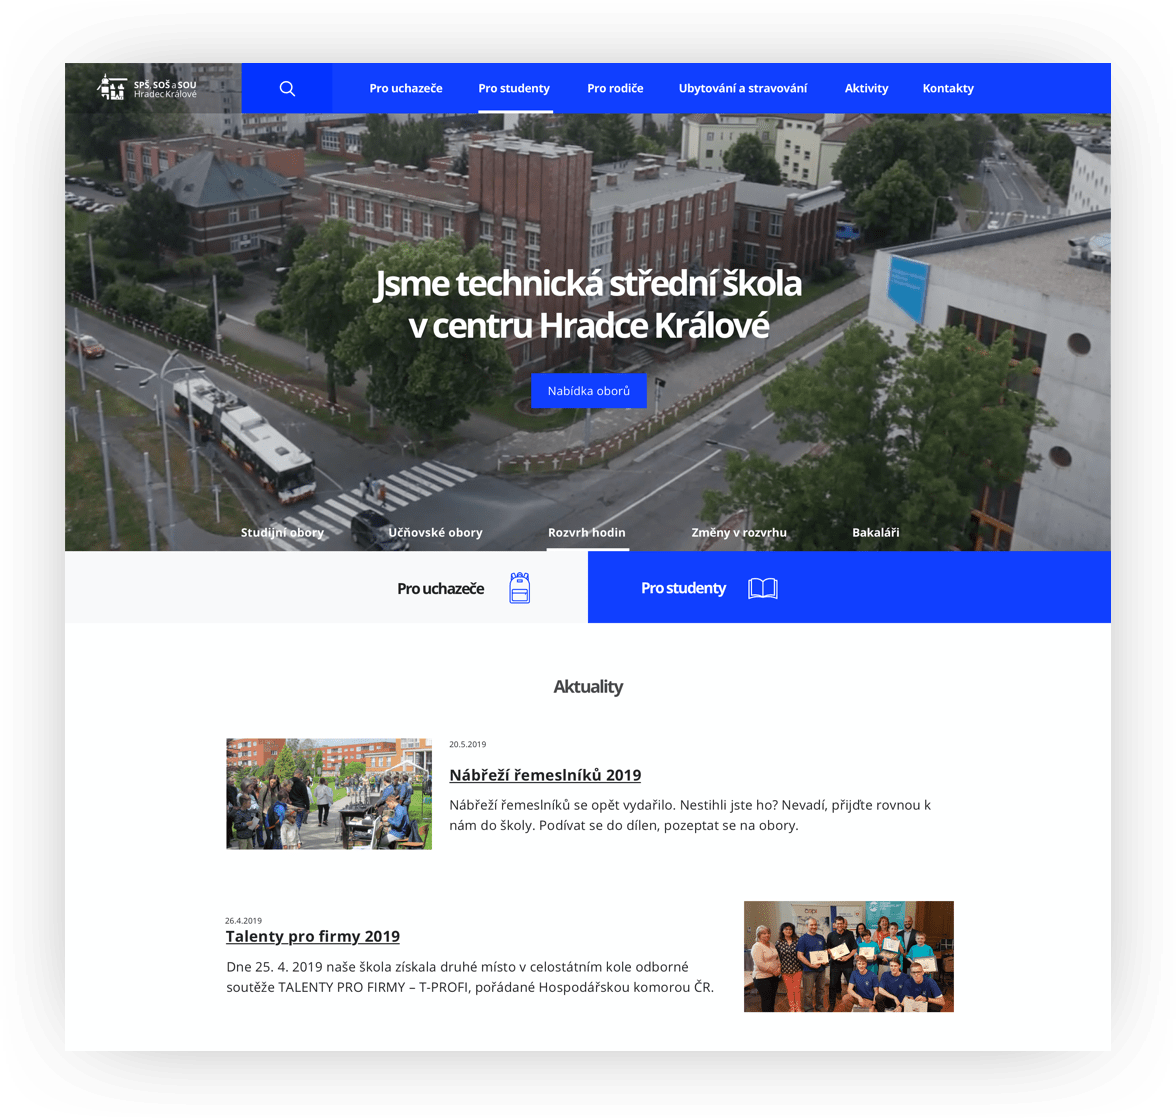 SPŠ, SOŠ a SOU
Hradec Králové
Pro uchazeče
Pro studenty
Pro rodiče
Ubytování a stravování
Aktivity
Kontakty
Jsme technická střední škola
v centru Hradce Králové
Nabídka oborů
Studijní obory
Učňovské obory
Rozvrh hodin
Změny v rozvrhu
Bakaláři
Pro uchazeče
Pro studenty
Aktuality
20.5.2019
Nábřeží řemeslníků 2019
Nábřeží řemeslníků se opět vydařilo. Nestihli jste ho? Nevadí, přijďte rovnou k
nám do školy. Podívat se do dílen, pozeptat se na obory.
26.4.2019
Talenty pro firmy 2019
Dne 25. 4. 2019 naše škola získala druhé místo v celostátním kole odborné
soutěže TALENTY PRO FIRMY – T-PROFI, pořádané Hospodářskou komorou ČR.